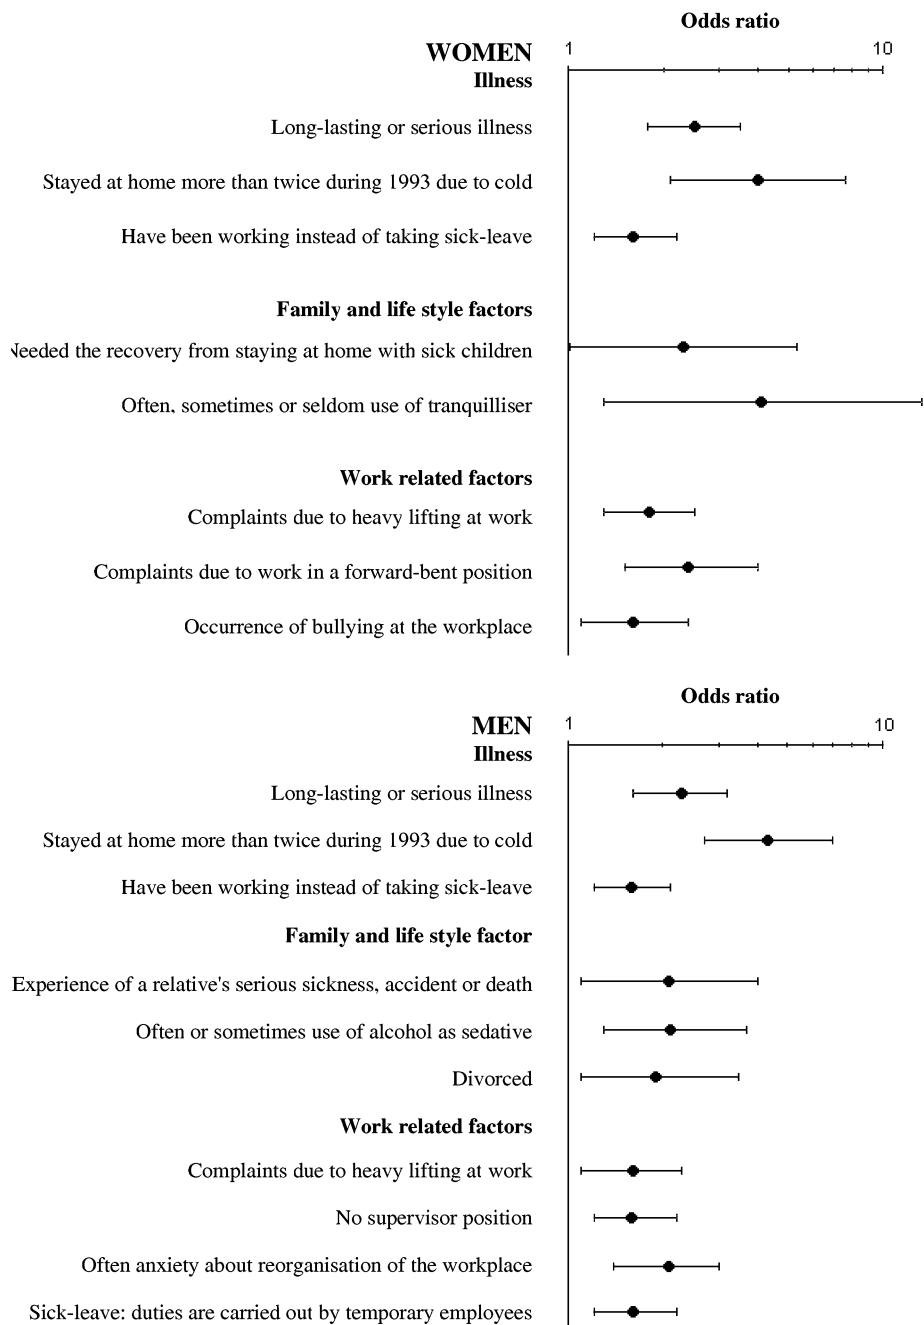 Odds ratio
WOMEN 1 10
Illness
Long-lasting or serious illness
Stayed at home more than twice during 1993 due to cold
Have been working instead of taking sick-leave
Family and life style factors
Needed the recovery from staying at home with sick children
Often, sometimes or seldom use of tranquilliser
Work related factors
Complaints due to heavy lifting at work
Complaints due to work in a forward-bent position
Occurrence of bullying at the workplace
Odds ratio
MEN 1 10
Illness
Long-lasting or serious illness
Stayed at home more than twice during 1993 due to cold
Have been working instead of taking sick-leave
Family and life style factor
Experience of a relative's serious sickness, accident or death
Often or sometimes use of alcohol as sedative
Divorced
Work related factors
Complaints due to heavy lifting at work
No supervisor position
Often anxiety about reorganisation of the workplace
Sick-leave: duties are carried out by temporary employees